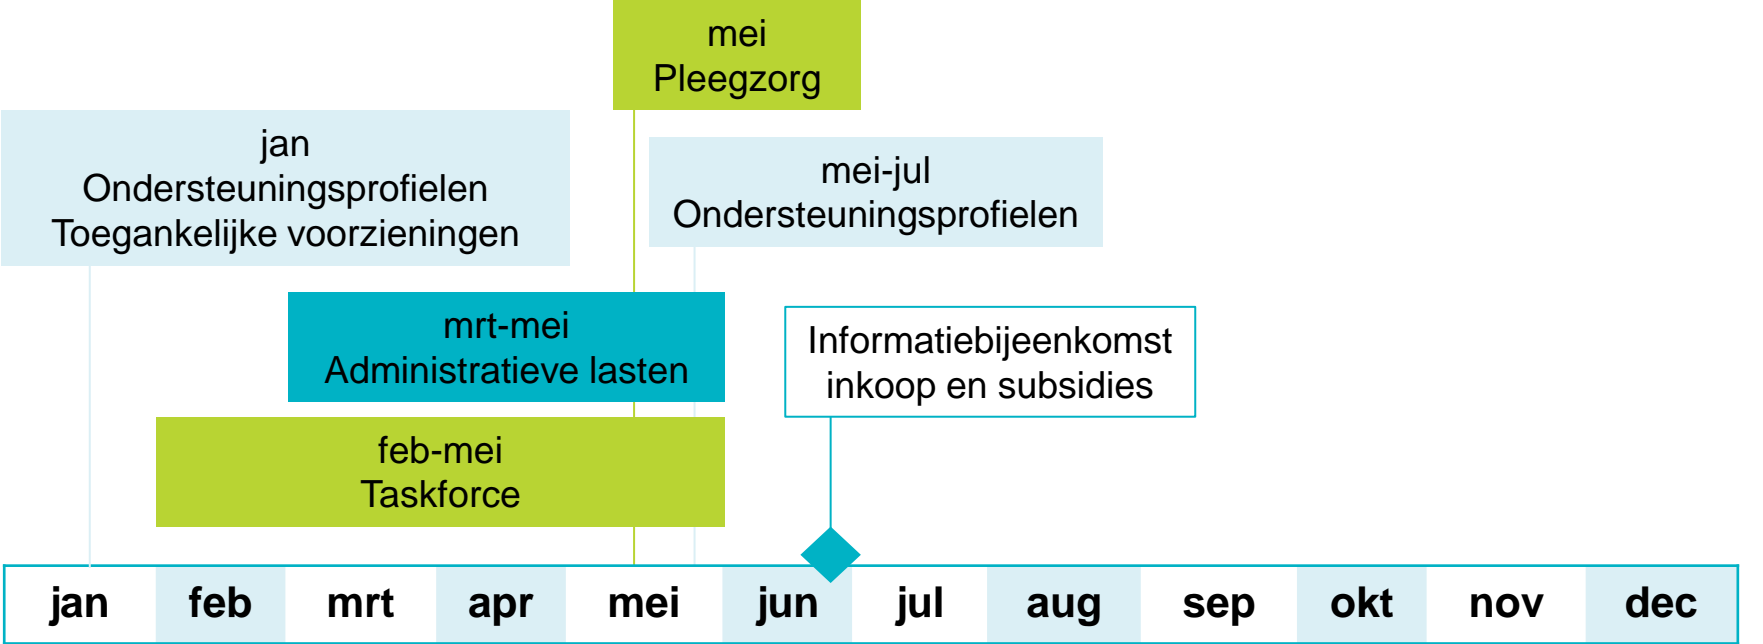 mei
Pleegzorg
jan
Ondersteuningsprofielen
Toegankelijke voorzieningen
mei-jul
Ondersteuningsprofielen
mrt-mei
Administratieve lasten
Informatiebijeenkomst
inkoop en subsidies
feb-mei
Taskforce
jan feb mrt apr mei jun jul aug sep okt nov dec